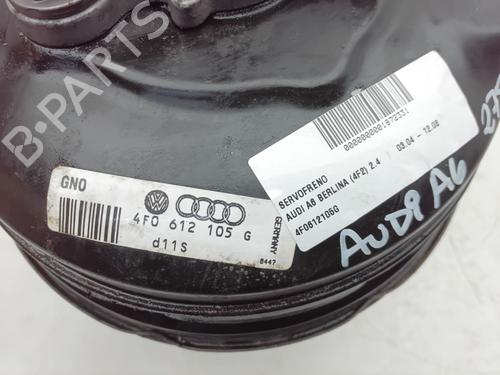 B-PARTS
GNO
4F0 612 105 G
GERMANY
d11S
8447
00000000001872331
SERVOFRENO
AUDI A6 BERLINA (4F2) 2.4
03.04 - 12.08
4F0612105G
AUDI A6